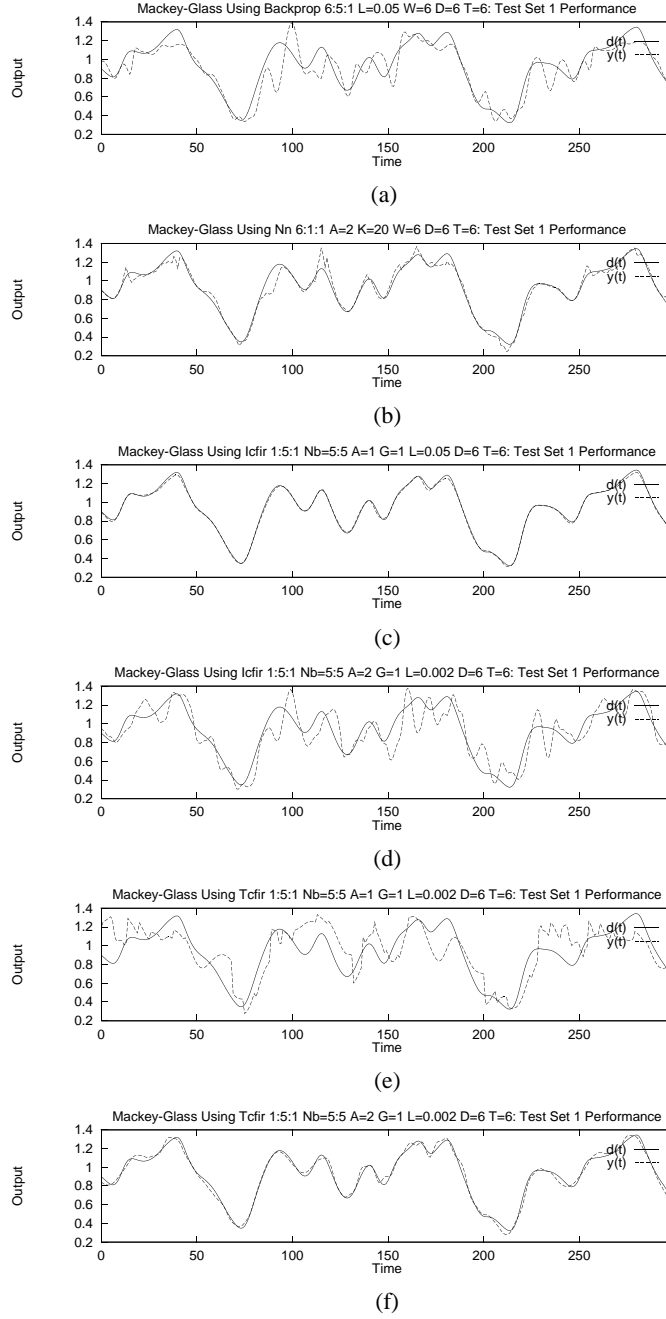 Mackey-Glass Using Backprop 6:5:1 L=0.05 W=6 D=6 T=6: Test Set 1 Performance
1.4
1.2
1
0.8
0.6
0.4
0.2
Output
d(t)
y(t)
0 50 100 150 200 250
Time
(a)
Mackey-Glass Using Nn 6:1:1 A=2 K=20 W=6 D=6 T=6: Test Set 1 Performance
1.4
1.2
1
0.8
0.6
0.4
0.2
Output
d(t)
y(t)
0 50 100 150 200 250
Time
(b)
Mackey-Glass Using Icfir 1:5:1 Nb=5:5 A=1 G=1 L=0.05 D=6 T=6: Test Set 1 Performance
1.4
1.2
1
0.8
0.6
0.4
0.2
Output
d(t)
y(t)
0 50 100 150 200 250
Time
(c)
Mackey-Glass Using Icfir 1:5:1 Nb=5:5 A=2 G=1 L=0.002 D=6 T=6: Test Set 1 Performance
1.4
1.2
1
0.8
0.6
0.4
0.2
Output
d(t)
y(t)
0 50 100 150 200 250
Time
(d)
Mackey-Glass Using Tcfir 1:5:1 Nb=5:5 A=1 G=1 L=0.002 D=6 T=6: Test Set 1 Performance
1.4
1.2
1
0.8
0.6
0.4
0.2
Output
d(t)
y(t)
0 50 100 150 200 250
Time
(e)
Mackey-Glass Using Tcfir 1:5:1 Nb=5:5 A=2 G=1 L=0.002 D=6 T=6: Test Set 1 Performance
1.4
1.2
1
0.8
0.6
0.4
0.2
Output
d(t)
y(t)
0 50 100 150 200 250
Time
(f)